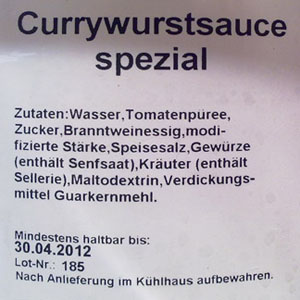 Currywurstsauce
spezial
Zutaten:Wasser,Tomatenpüree,
Zucker,Branntweinessig,modi-
fizierte Stärke,Speisesalz,Gewürze
(enthält Senfsaat),Kräuter (enthält
Sellerie),Maltodextrin,Verdickungs-
mittel Guarkernmehl.
Mindestens haltbar bis:
30.04.2012
Lot-Nr.: 185
Nach Anlieferung im Kühlhaus aufbewahren.